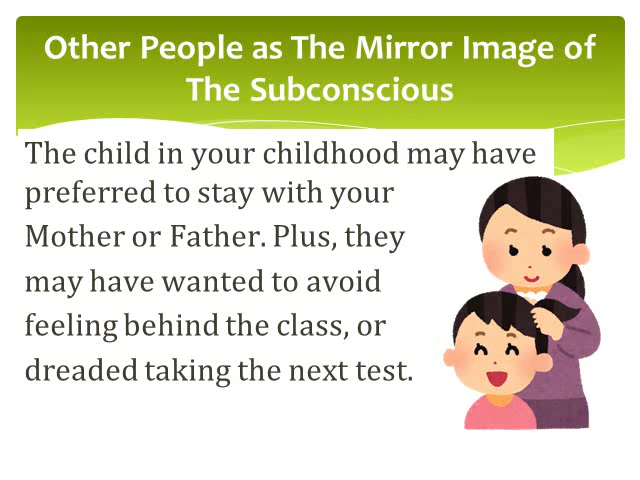 Other People as The Mirror Image of
The Subconscious
The child in your childhood may have
preferred to stay with your
Mother or Father. Plus, they
may have wanted to avoid
feeling behind the class, or
dreaded taking the next test.